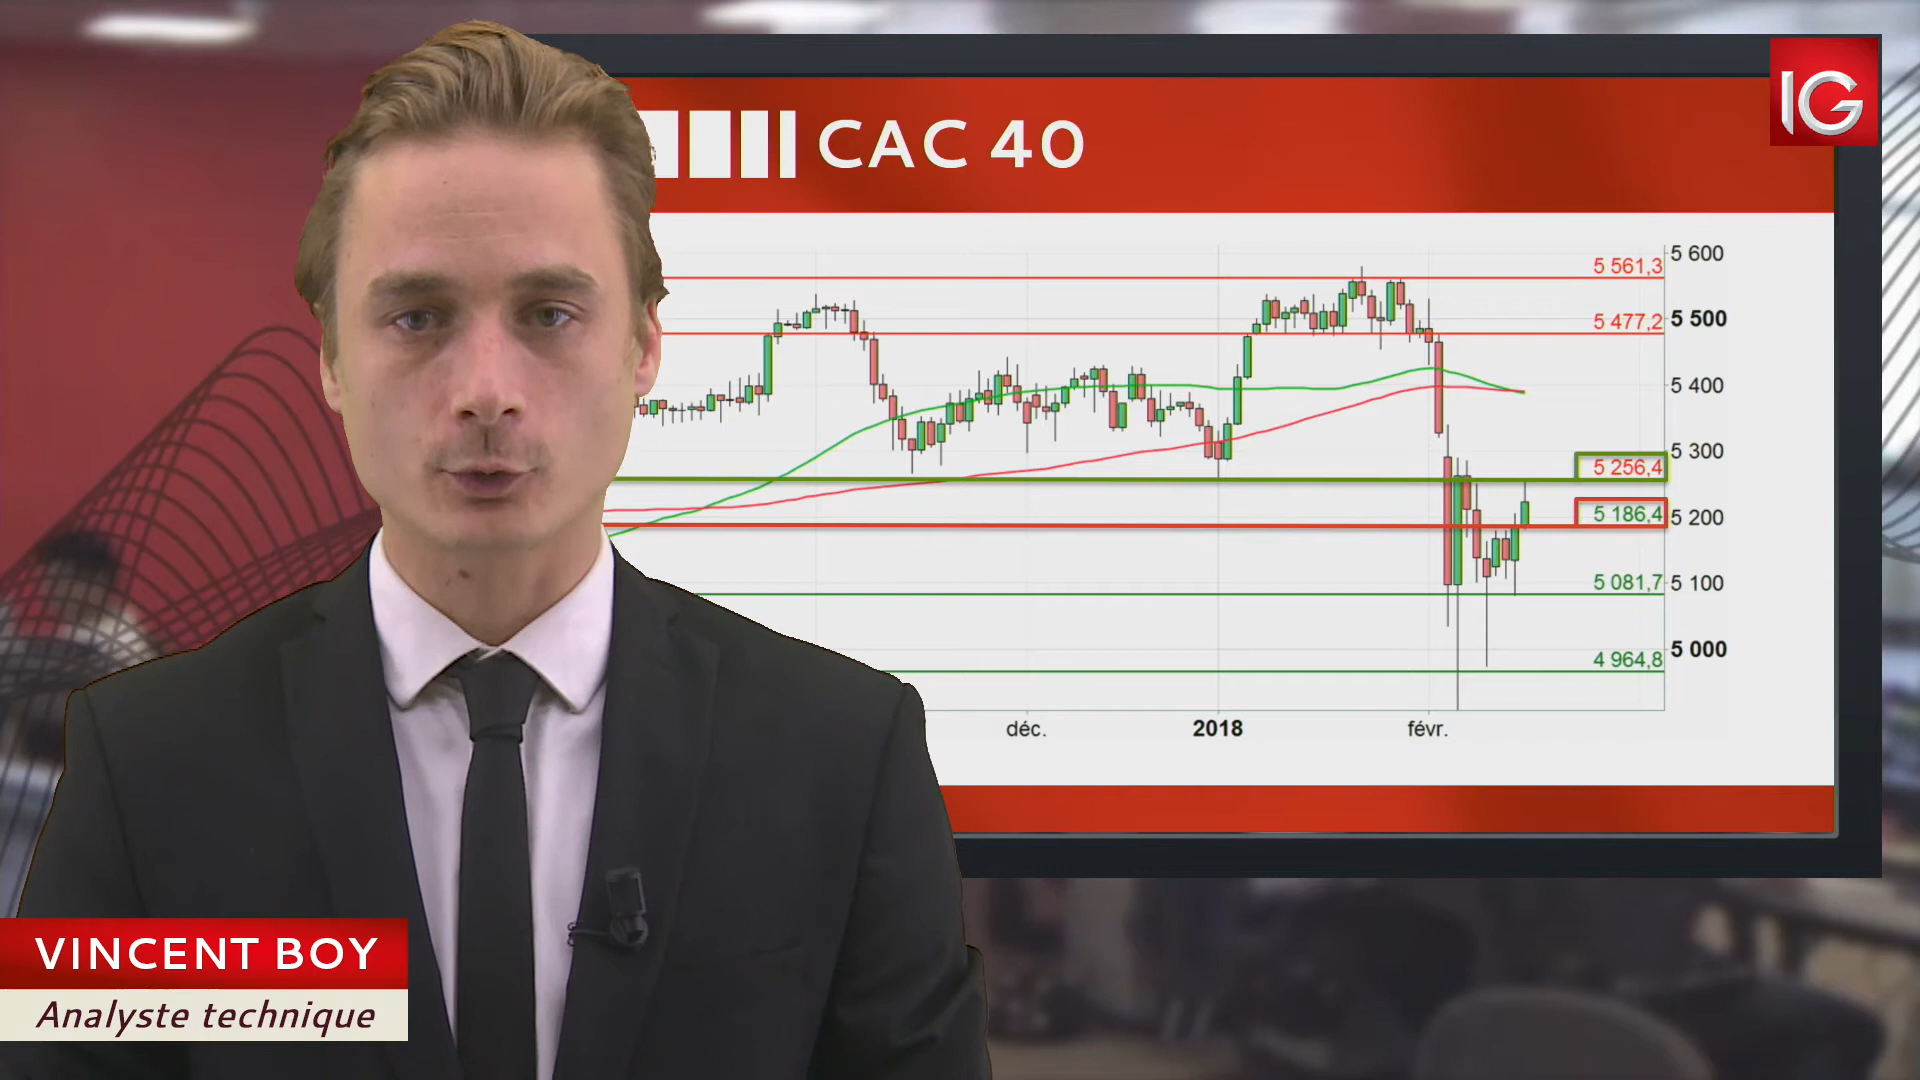 IG
CAC 40
5 600
5 561,3
5 477,2
5 500
5 400
5 300
5 256,4
5 186,4
5 200
5 081,7
5 100
5 000
4 964,8
déc.
2018
févr.
VINCENT BOY
Analyste technique